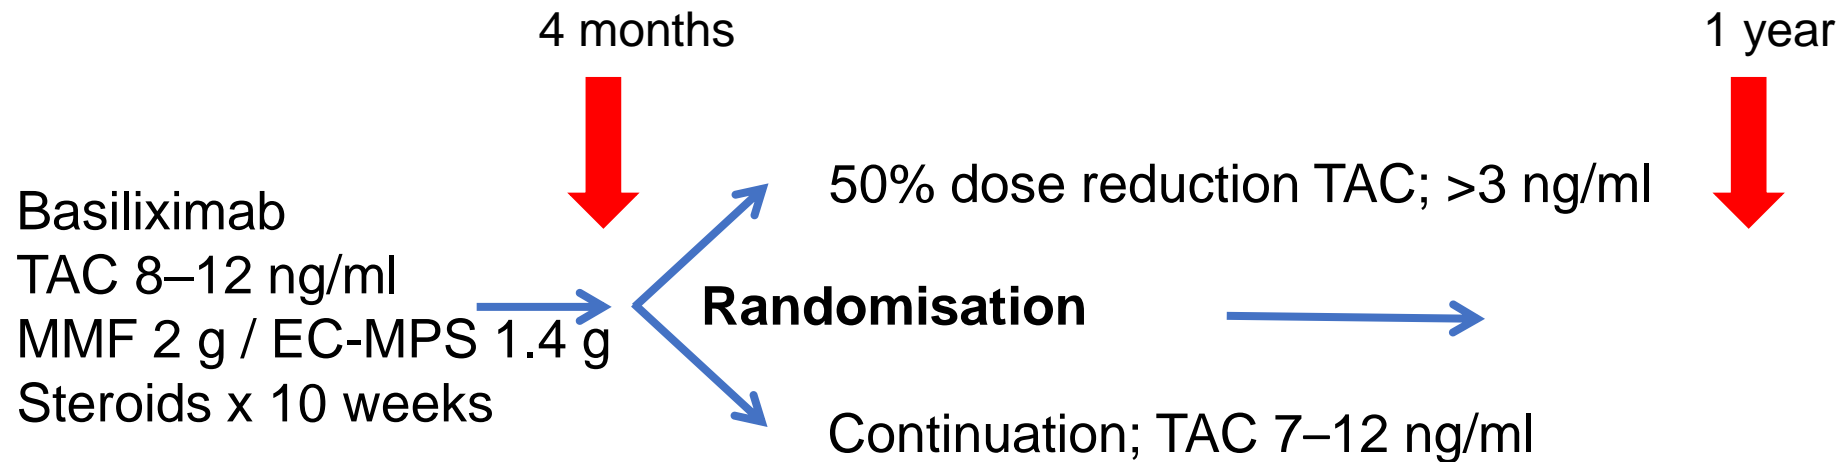 4 months
1 year
Basiliximab
TAC 8–12 ng/ml
MMF 2 g / EC-MPS 1.4 g
Steroids x 10 weeks
50% dose reduction TAC; >3 ng/ml
Randomisation
Continuation; TAC 7–12 ng/ml